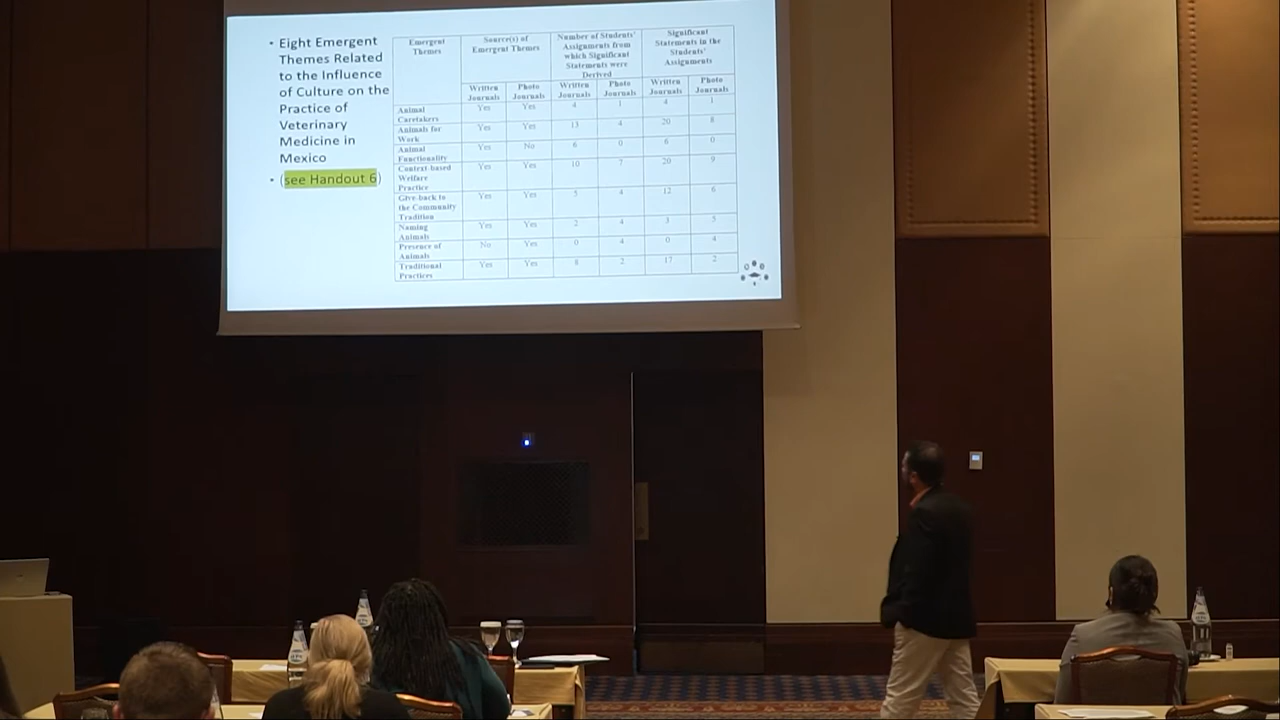 • Eight Emergent
Themes Related
to the Influence
of Culture on the
Practice of
Veterinary
Medicine in
Mexico
• (see Handout 6)
Emergent Themes | Source(s) of Emergent Themes | Number of Students' Assignments from which Significant Statements were Derived | Significant Statements in the Students' Assignments
Written Journals | Photo Journals | Written Journals | Photo Journals | Written Journals | Photo Journals
Animal Caretakers | Yes | Yes | 4 | 1 | 4 | 1
Animals for Work | Yes | Yes | 13 | 4 | 20 | 8
Animal Functionality | Yes | No | 6 | 0 | 6 | 0
Context-based Welfare Practice | Yes | Yes | 10 | 7 | 20 | 9
Give-back to the Community Tradition | Yes | Yes | 5 | 4 | 12 | 6
Naming Animals | Yes | Yes | 2 | 4 | 3 | 5
Presence of Animals | No | Yes | 0 | 4 | 0 | 4
Traditional Practices | Yes | Yes | 8 | 2 | 17 | 2